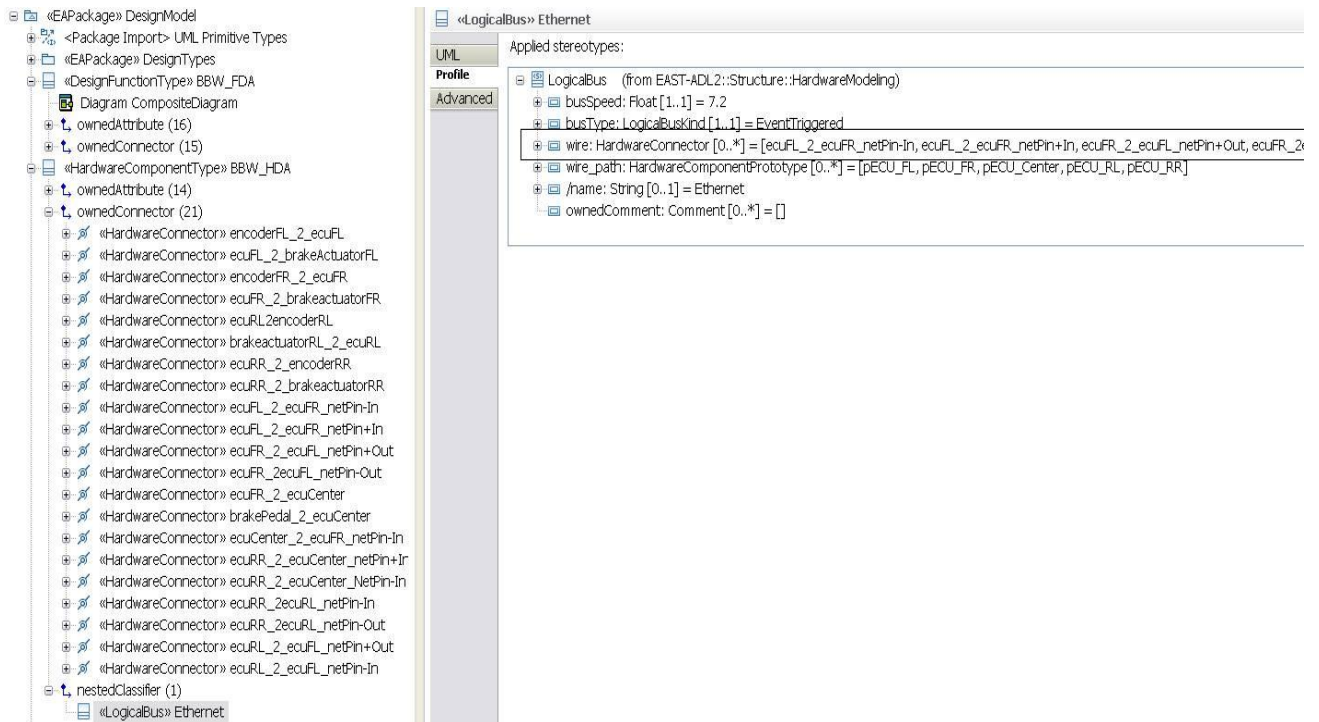 «EAPackage» DesignModel
<Package Import> UML Primitive Types
«EAPackage» DesignTypes
«DesignFunctionType» BBW_FDA
Diagram CompositeDiagram
ownedAttribute (16)
ownedConnector (15)
«HardwareComponentType» BBW_HDA
ownedAttribute (14)
ownedConnector (21)
«HardwareConnector» encoderFL_2_ecuFL
«HardwareConnector» ecuFL_2_brakeActuatorFL
«HardwareConnector» encoderFR_2_ecuFR
«HardwareConnector» ecuFR_2_brakeactuatorFR
«HardwareConnector» ecuRL2encoderRL
«HardwareConnector» brakeactuatorRL_2_ecuRL
«HardwareConnector» ecuRR_2_encoderRR
«HardwareConnector» ecuRR_2_brakeactuatorRR
«HardwareConnector» ecuFL_2_ecuFR_netPin-In
«HardwareConnector» ecuFL_2_ecuFR_netPin+In
«HardwareConnector» ecuFR_2_ecuFL_netPin+Out
«HardwareConnector» ecuFR_2ecuFL_netPin-Out
«HardwareConnector» ecuFR_2_ecuCenter
«HardwareConnector» brakePedal_2_ecuCenter
«HardwareConnector» ecuCenter_2_ecuFR_netPin-In
«HardwareConnector» ecuRR_2_ecuCenter_netPin+In
«HardwareConnector» ecuRR_2_ecuCenter_NetPin-In
«HardwareConnector» ecuRR_2ecuRL_netPin-In
«HardwareConnector» ecuRR_2ecuRL_netPin-Out
«HardwareConnector» ecuRL_2_ecuFL_netPin+Out
«HardwareConnector» ecuRL_2_ecuFL_netPin-In
nestedClassifier (1)
«LogicalBus» Ethernet
«LogicalBus» Ethernet
UML
Profile
Advanced
Applied stereotypes:
LogicalBus (from EAST-ADL2::Structure::HardwareModeling)
busSpeed: Float [1..1] = 7.2
busType: LogicalBusKind [1..1] = EventTriggered
wire: HardwareConnector [0..*] = [ecuFL_2_ecuFR_netPin-In, ecuFL_2_ecuFR_netPin+In, ecuFR_2_ecuFL_netPin+Out, ecuFR_2e
wire_path: HardwareComponentPrototype [0..*] = [pECU_FL, pECU_FR, pECU_Center, pECU_RL, pECU_RR]
/name: String [0..1] = Ethernet
ownedComment: Comment [0..*] = []